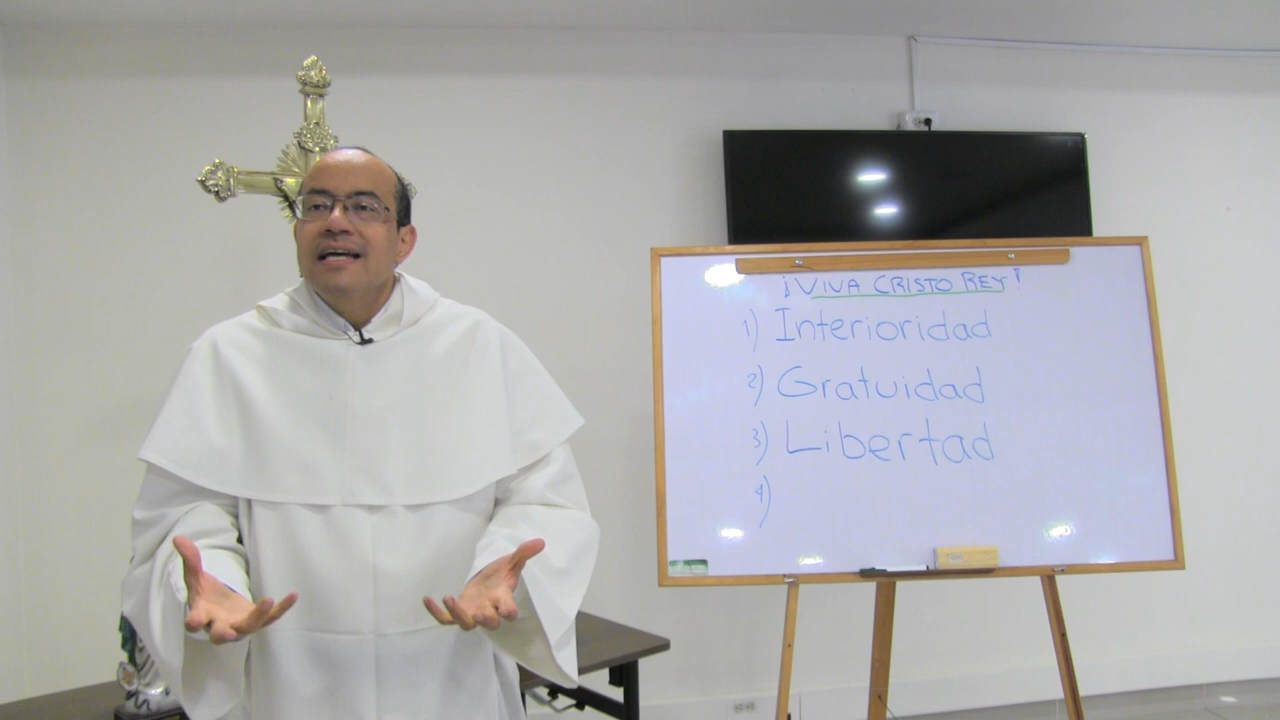 ¡VIVA CRISTO REY!
1) Interioridad
2) Gratuidad
3) Libertad
4)